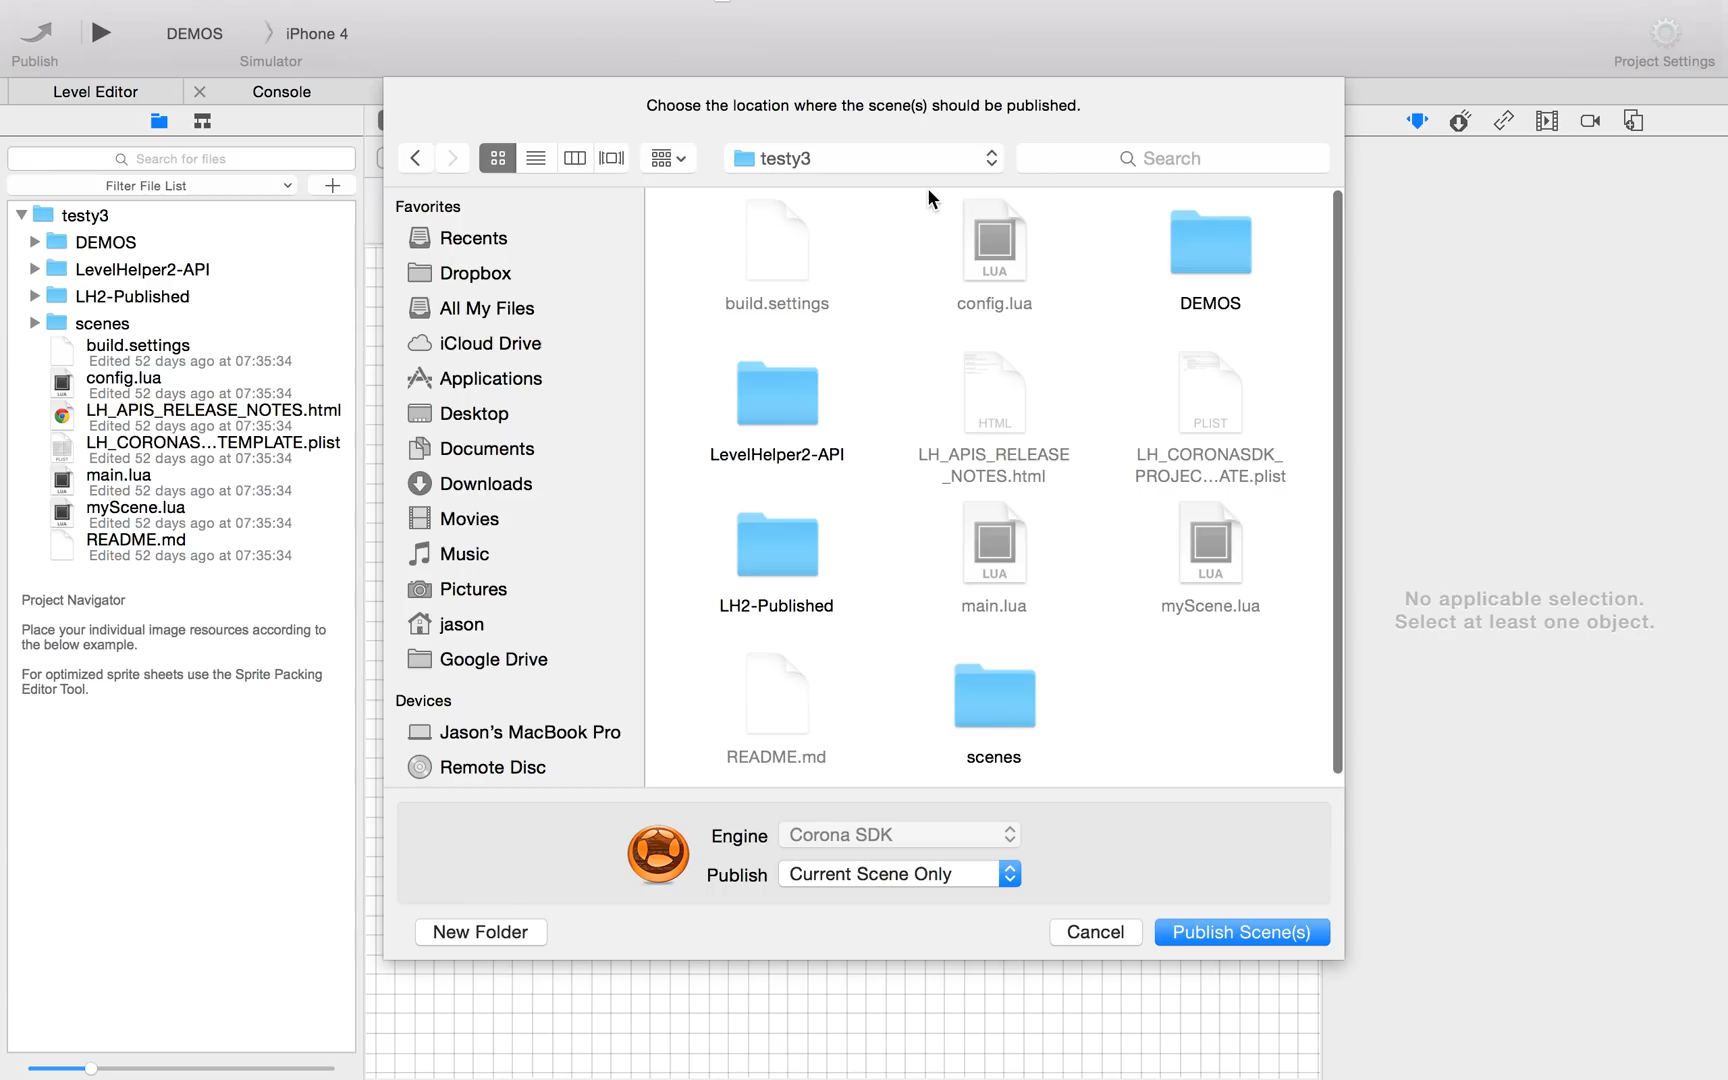 DEMOS
iPhone 4
Publish
Simulator
Project Settings
Level Editor
Console
Choose the location where the scene(s) should be published.
Search for files
Filter File List
testy3
DEMOS
LevelHelper2-API
LH2-Published
scenes
build.settings
Edited 52 days ago at 07:35:34
config.lua
Edited 52 days ago at 07:35:34
LH_APIS_RELEASE_NOTES.html
Edited 52 days ago at 07:35:34
LH_CORONAS...TEMPLATE.plist
Edited 52 days ago at 07:35:34
main.lua
Edited 52 days ago at 07:35:34
myScene.lua
Edited 52 days ago at 07:35:34
README.md
Edited 52 days ago at 07:35:34
Project Navigator
Place your individual image resources according to
the below example.
For optimized sprite sheets use the Sprite Packing
Editor Tool.
testy3
Search
Favorites
Recents
Dropbox
All My Files
iCloud Drive
Applications
Desktop
Documents
Downloads
Movies
Music
Pictures
jason
Google Drive
Devices
Jason's MacBook Pro
Remote Disc
LUA
build.settings
config.lua
DEMOS
HTML
PLIST
LevelHelper2-API
LH_APIS_RELEASE
_NOTES.html
LH_CORONASDK_
PROJEC...ATE.plist
LUA
LUA
LH2-Published
main.lua
myScene.lua
README.md
scenes
Engine
Corona SDK
Publish
Current Scene Only
New Folder
Cancel
Publish Scene(s)
No applicable selection.
Select at least one object.